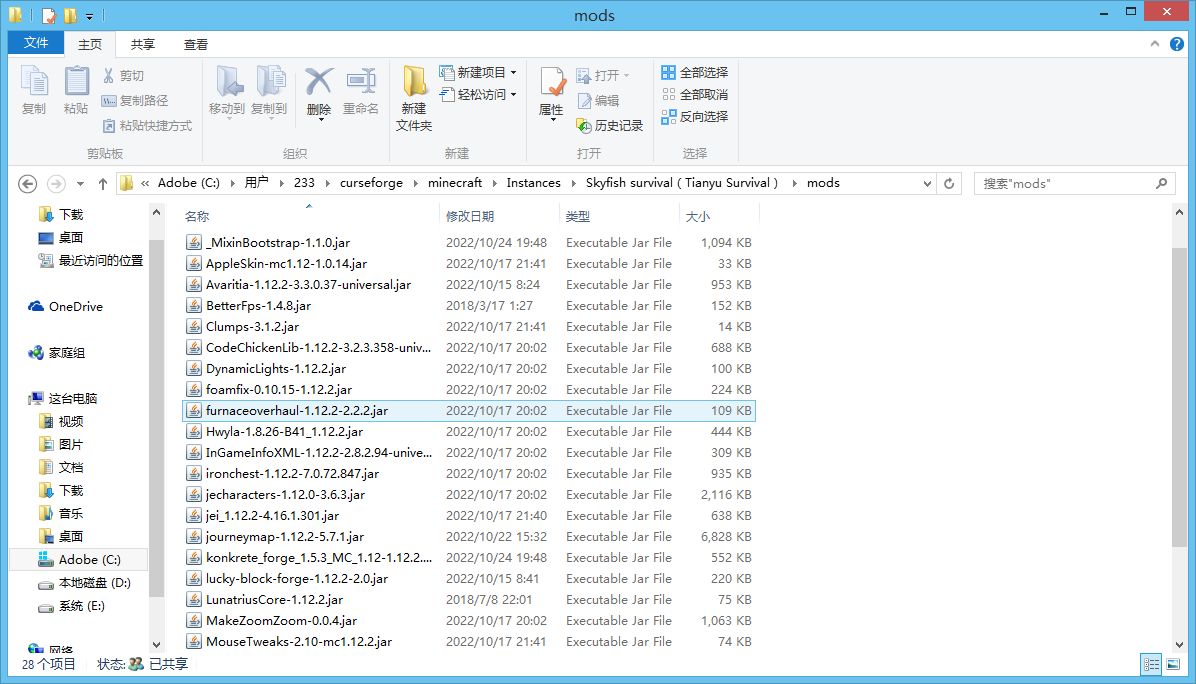 mods
文件 主页 共享 查看
复制 粘贴 剪切 复制路径 粘贴快捷方式 剪贴板
移动到 复制到 删除 重命名 组织
新建文件夹 新建项目 轻松访问 新建
属性 打开 编辑 历史记录 打开
全部选择 全部取消 反向选择 选择
« Adobe (C:) 用户 233 curseforge minecraft Instances Skyfish survival ( Tianyu Survival ) mods
搜索"mods"
下载
桌面
最近访问的位置
OneDrive
家庭组
这台电脑
视频
图片
文档
下载
音乐
桌面
Adobe (C:)
本地磁盘 (D:)
系统 (E:)
网络
名称 修改日期 类型 大小
_MixinBootstrap-1.1.0.jar 2022/10/24 19:48 Executable Jar File 1,094 KB
AppleSkin-mc1.12-1.0.14.jar 2022/10/17 21:41 Executable Jar File 33 KB
Avaritia-1.12.2-3.3.0.37-universal.jar 2022/10/15 8:24 Executable Jar File 953 KB
BetterFps-1.4.8.jar 2018/3/17 1:27 Executable Jar File 152 KB
Clumps-3.1.2.jar 2022/10/17 21:41 Executable Jar File 14 KB
CodeChickenLib-1.12.2-3.2.3.358-univ... 2022/10/17 20:02 Executable Jar File 688 KB
DynamicLights-1.12.2.jar 2022/10/17 20:02 Executable Jar File 100 KB
foamfix-0.10.15-1.12.2.jar 2022/10/17 20:02 Executable Jar File 224 KB
furnaceoverhaul-1.12.2-2.2.2.jar 2022/10/17 20:02 Executable Jar File 109 KB
Hwyla-1.8.26-B41_1.12.2.jar 2022/10/17 20:02 Executable Jar File 444 KB
InGameInfoXML-1.12.2-2.8.2.94-unive... 2022/10/17 20:02 Executable Jar File 309 KB
ironchest-1.12.2-7.0.72.847.jar 2022/10/17 20:02 Executable Jar File 935 KB
jecharacters-1.12.0-3.6.3.jar 2022/10/17 20:02 Executable Jar File 2,116 KB
jei_1.12.2-4.16.1.301.jar 2022/10/17 21:40 Executable Jar File 638 KB
journeymap-1.12.2-5.7.1.jar 2022/10/22 15:32 Executable Jar File 6,828 KB
konkrete_forge_1.5.3_MC_1.12-1.12.2.... 2022/10/24 19:48 Executable Jar File 552 KB
lucky-block-forge-1.12.2-2.0.jar 2022/10/15 8:41 Executable Jar File 220 KB
LunatriusCore-1.12.2.jar 2018/7/8 22:01 Executable Jar File 75 KB
MakeZoomZoom-0.0.4.jar 2022/10/17 20:02 Executable Jar File 1,063 KB
MouseTweaks-2.10-mc1.12.2.jar 2022/10/17 21:41 Executable Jar File 74 KB
28 个项目 状态: 已共享